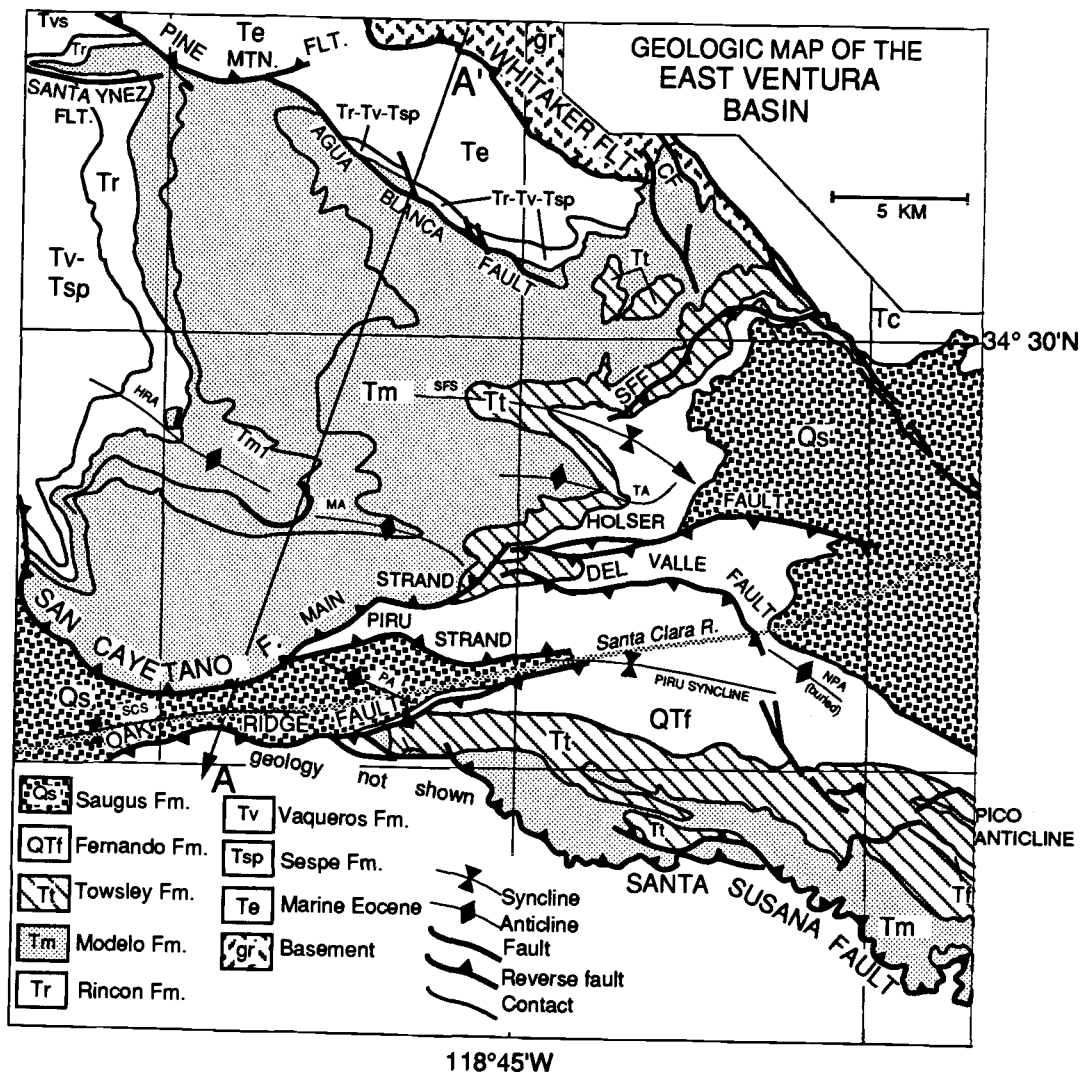 GEOLOGIC MAP OF THE
EAST VENTURA
BASIN
Tvs
Te
gr
PINE MTN. FLT.
Tr
WHITAKER FLT
A'
SANTA YNEZ
FLT.
Tr-Tv-Tsp
Te
CF
5 KM
Tr
AGUA BLANCA FAULT
Tr-Tv-Tsp
Tv-
Tsp
Tt
Tc
34° 30'N
HRA
Tm
SFS
Tt
SFF
Qs
Tm1
MA
TA
HOLSER FAULT
DEL VALLE FAULT
MAIN STRAND
PIRU STRAND
SAN CAYETANO F.
Santa Clara R.
Qs
SCS
PA
PIRU SYNCLINE
NPA
(buried)
OAK RIDGE FAULT
QTf
Tt
A
geology not shown
PICO
ANTICLINE
Tt
Tf
SANTA SUSANA FAULT
Tm
Qs Saugus Fm.
QTf Fernando Fm.
Tt Towsley Fm.
Tm Modelo Fm.
Tr Rincon Fm.
Tv Vaqueros Fm.
Tsp Sespe Fm.
Te Marine Eocene
gr Basement
Syncline
Anticline
Fault
Reverse fault
Contact
118°45'W